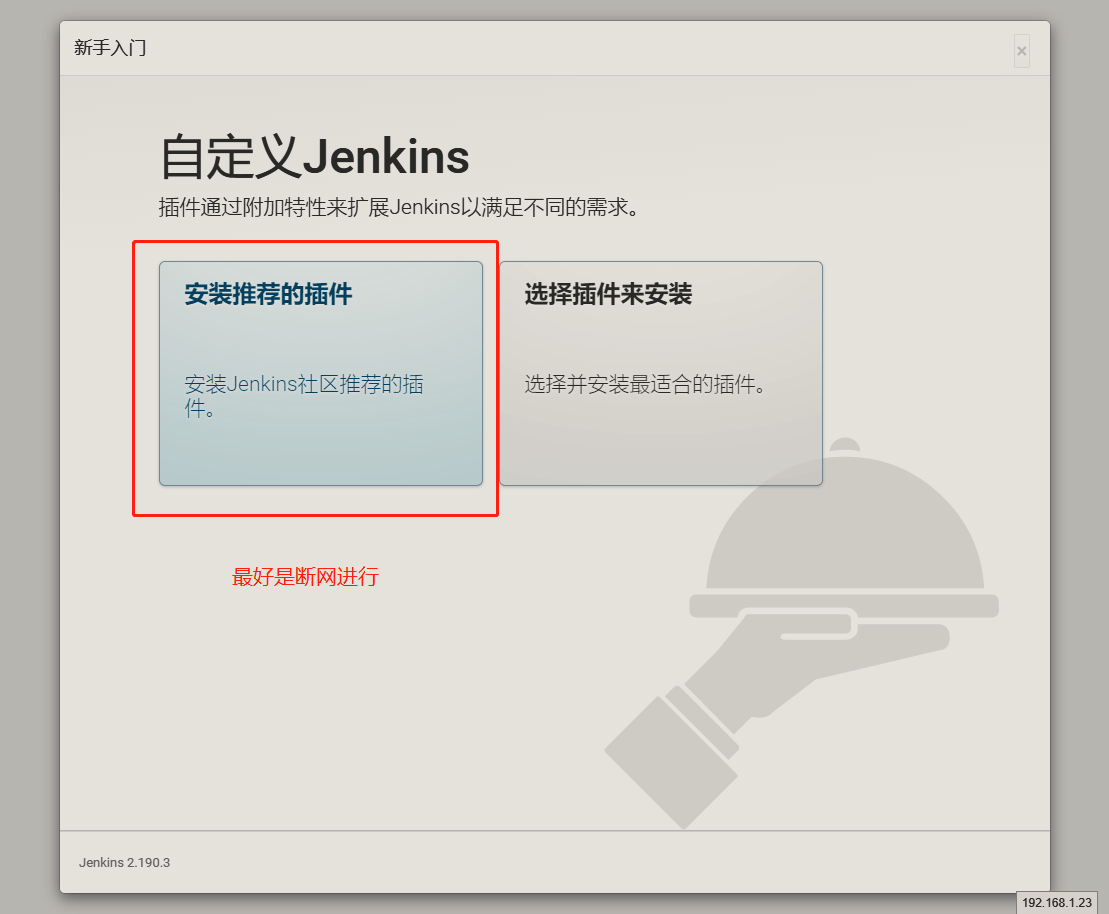 新手入门
×
自定义Jenkins
插件通过附加特性来扩展Jenkins以满足不同的需求。
安装推荐的插件
安装Jenkins社区推荐的插
件。
选择插件来安装
选择并安装最适合的插件。
最好是断网进行
Jenkins 2.190.3
192.168.1.23